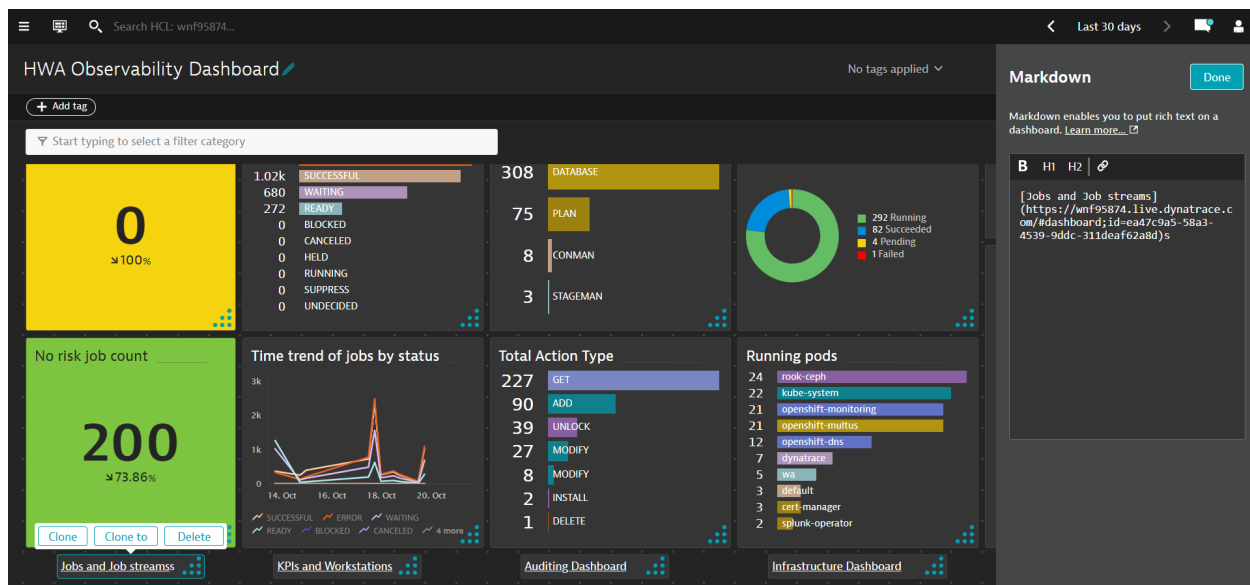 Search HCL: wnf95874...
Last 30 days
HWA Observability Dashboard
No tags applied
+ Add tag
Start typing to select a filter category
0
100%
1.02k SUCCESSFUL
680 WAITING
272 READY
0 BLOCKED
0 CANCELED
0 HELD
0 RUNNING
0 SUPPRESS
0 UNDECIDED
308 DATABASE
75 PLAN
8 CONMAN
3 STAGEMAN
292 Running
82 Succeeded
4 Pending
1 Failed
No risk job count
200
73.86%
Clone
Clone to
Delete
Time trend of jobs by status
3k
2k
1k
0
14. Oct 16. Oct 18. Oct 20. Oct
SUCCESSFUL ERROR WAITING
READY BLOCKED CANCELED 4 more
Total Action Type
227 GET
90 ADD
39 UNLOCK
27 MODIFY
8 MODIFY
2 INSTALL
1 DELETE
Running pods
24 rook-ceph
22 kube-system
21 openshift-monitoring
21 openshift-multus
12 openshift-dns
7 dynatrace
5 wa
3 default
3 cert-manager
2 splunk-operator
Jobs and Job streamss
KPIs and Workstations
Auditing Dashboard
Infrastructure Dashboard
Markdown
Done
Markdown enables you to put rich text on a
dashboard. Learn more...
B H1 H2
[Jobs and Job streams]
(https://wnf95874.live.dynatrace.c
om/#dashboard;id=ea47c9a5-58a3-
4539-9ddc-311deaf62a8d)s